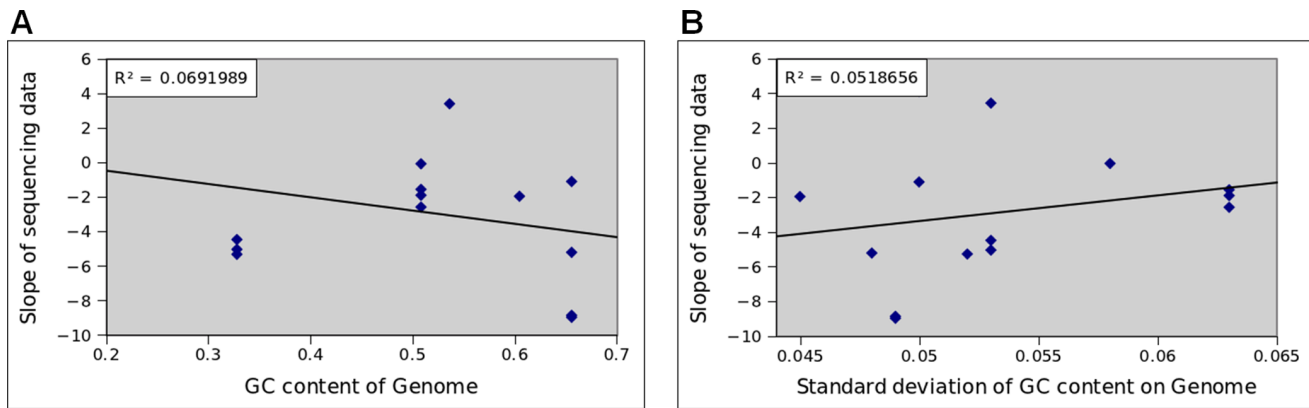 A
R² = 0.0691989
Slope of sequencing data
6
4
2
0
−2
−4
−6
−8
−10
0.2 0.3 0.4 0.5 0.6 0.7
GC content of Genome
B
R² = 0.0518656
Slope of sequencing data
6
4
2
0
−2
−4
−6
−8
−10
0.045 0.05 0.055 0.06 0.065
Standard deviation of GC content on Genome